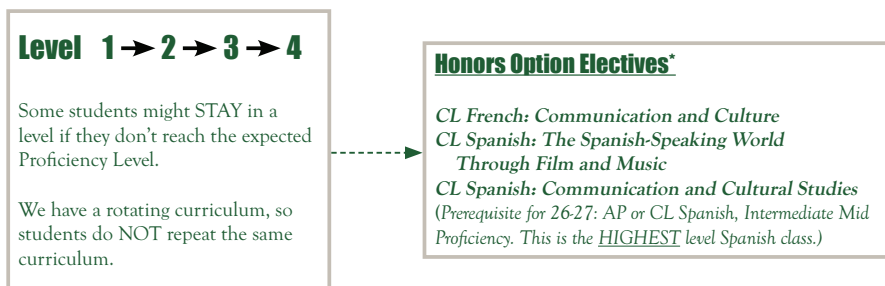 Level 1 → 2 → 3 → 4
Some students might STAY in a
level if they don't reach the expected
Proficiency Level.
We have a rotating curriculum, so
students do NOT repeat the same
curriculum.
Honors Option Electives*
CL French: Communication and Culture
CL Spanish: The Spanish-Speaking World
Through Film and Music
CL Spanish: Communication and Cultural Studies
(Prerequisite for 26-27: AP or CL Spanish, Intermediate Mid
Proficiency. This is the HIGHEST level Spanish class.)